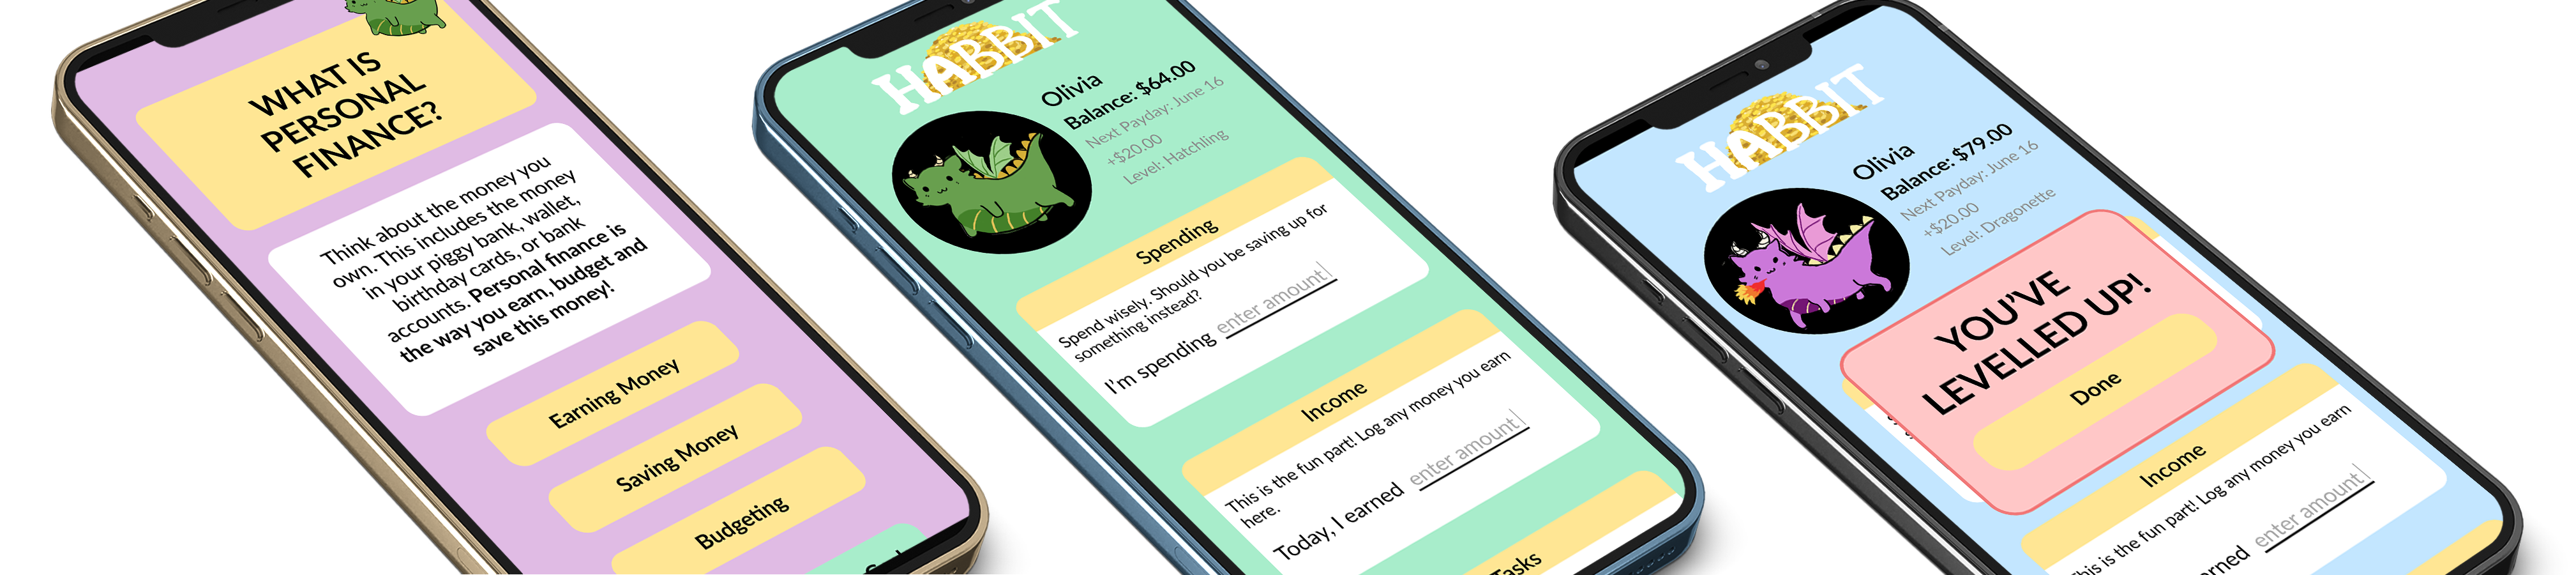 WHAT IS
PERSONAL
FINANCE?
Think about the money you
own. This includes the money
in your piggy bank, wallet,
birthday cards, or bank
accounts. Personal finance is
the way you earn, budget and
save this money!
Earning Money
Saving Money
Budgeting
HABBIT
Olivia
Balance: $64.00
Next Payday: June 16
+$20.00
Level: Hatchling
Spending
Spend wisely. Should you be saving up for
something instead?
I'm spending enter amount
Income
This is the fun part! Log any money you earn
here.
Today, I earned enter amount
Tasks
HABBIT
Olivia
Balance: $79.00
Next Payday: June 16
+$20.00
Level: Dragonette
YOU'VE
LEVELLED UP!
Done
Income
This is the fun part! Log any money you earn
enter amount